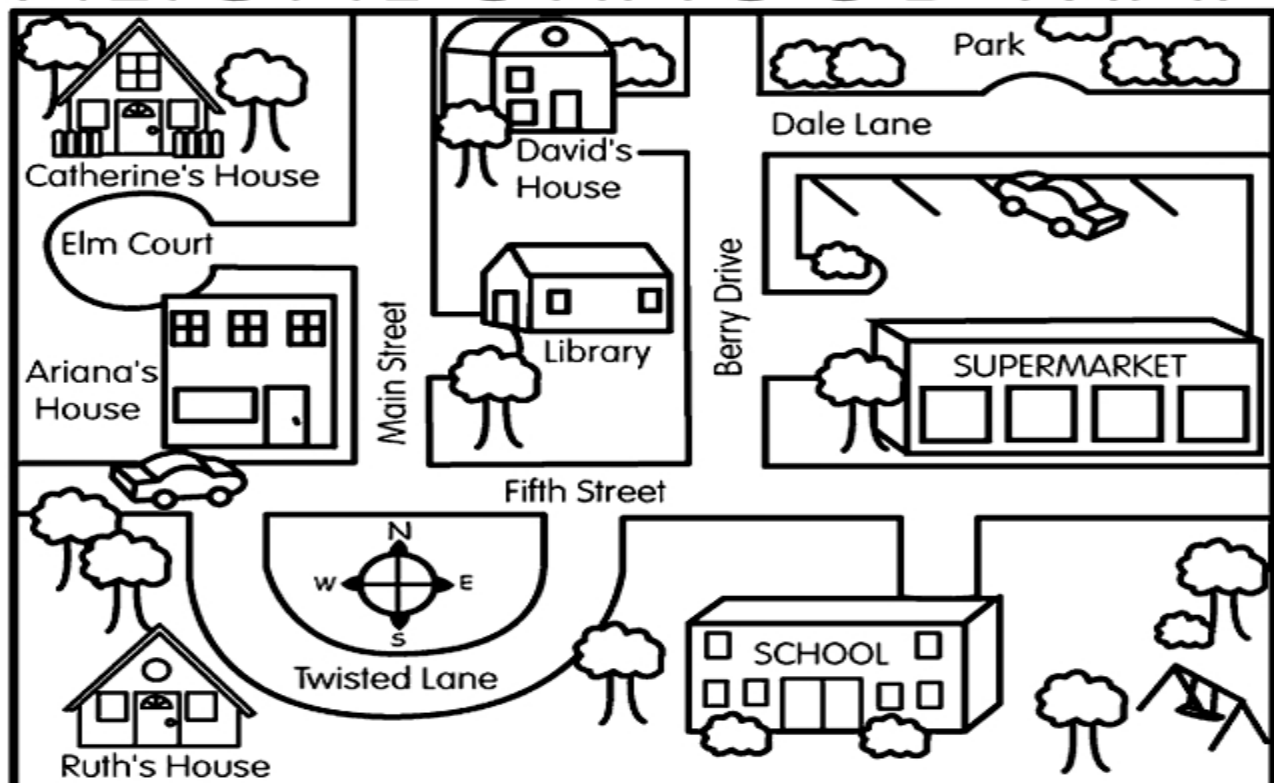 Park
Dale Lane
David's
House
Catherine's House
Elm Court
Berry Drive
Main Street
Library
SUPERMARKET
Ariana's
House
Fifth Street
N
W E
S
SCHOOL
Twisted Lane
Ruth's House